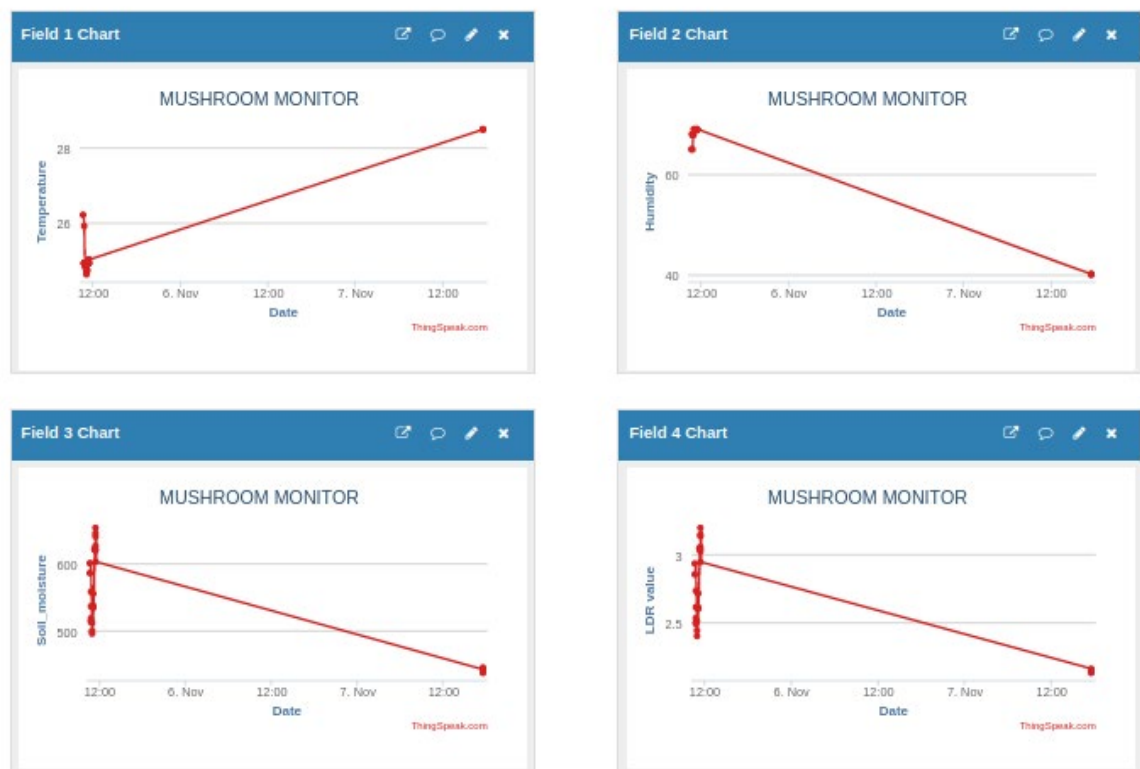 Field 1 Chart
MUSHROOM MONITOR
Temperature
28
26
12:00 6. Nov 12:00 7. Nov 12:00
Date
ThingSpeak.com
Field 2 Chart
MUSHROOM MONITOR
Humidity
60
40
12:00 6. Nov 12:00 7. Nov 12:00
Date
ThingSpeak.com
Field 3 Chart
MUSHROOM MONITOR
Soil_moisture
600
500
12:00 6. Nov 12:00 7. Nov 12:00
Date
ThingSpeak.com
Field 4 Chart
MUSHROOM MONITOR
LDR value
3
2.5
12:00 6. Nov 12:00 7. Nov 12:00
Date
ThingSpeak.com